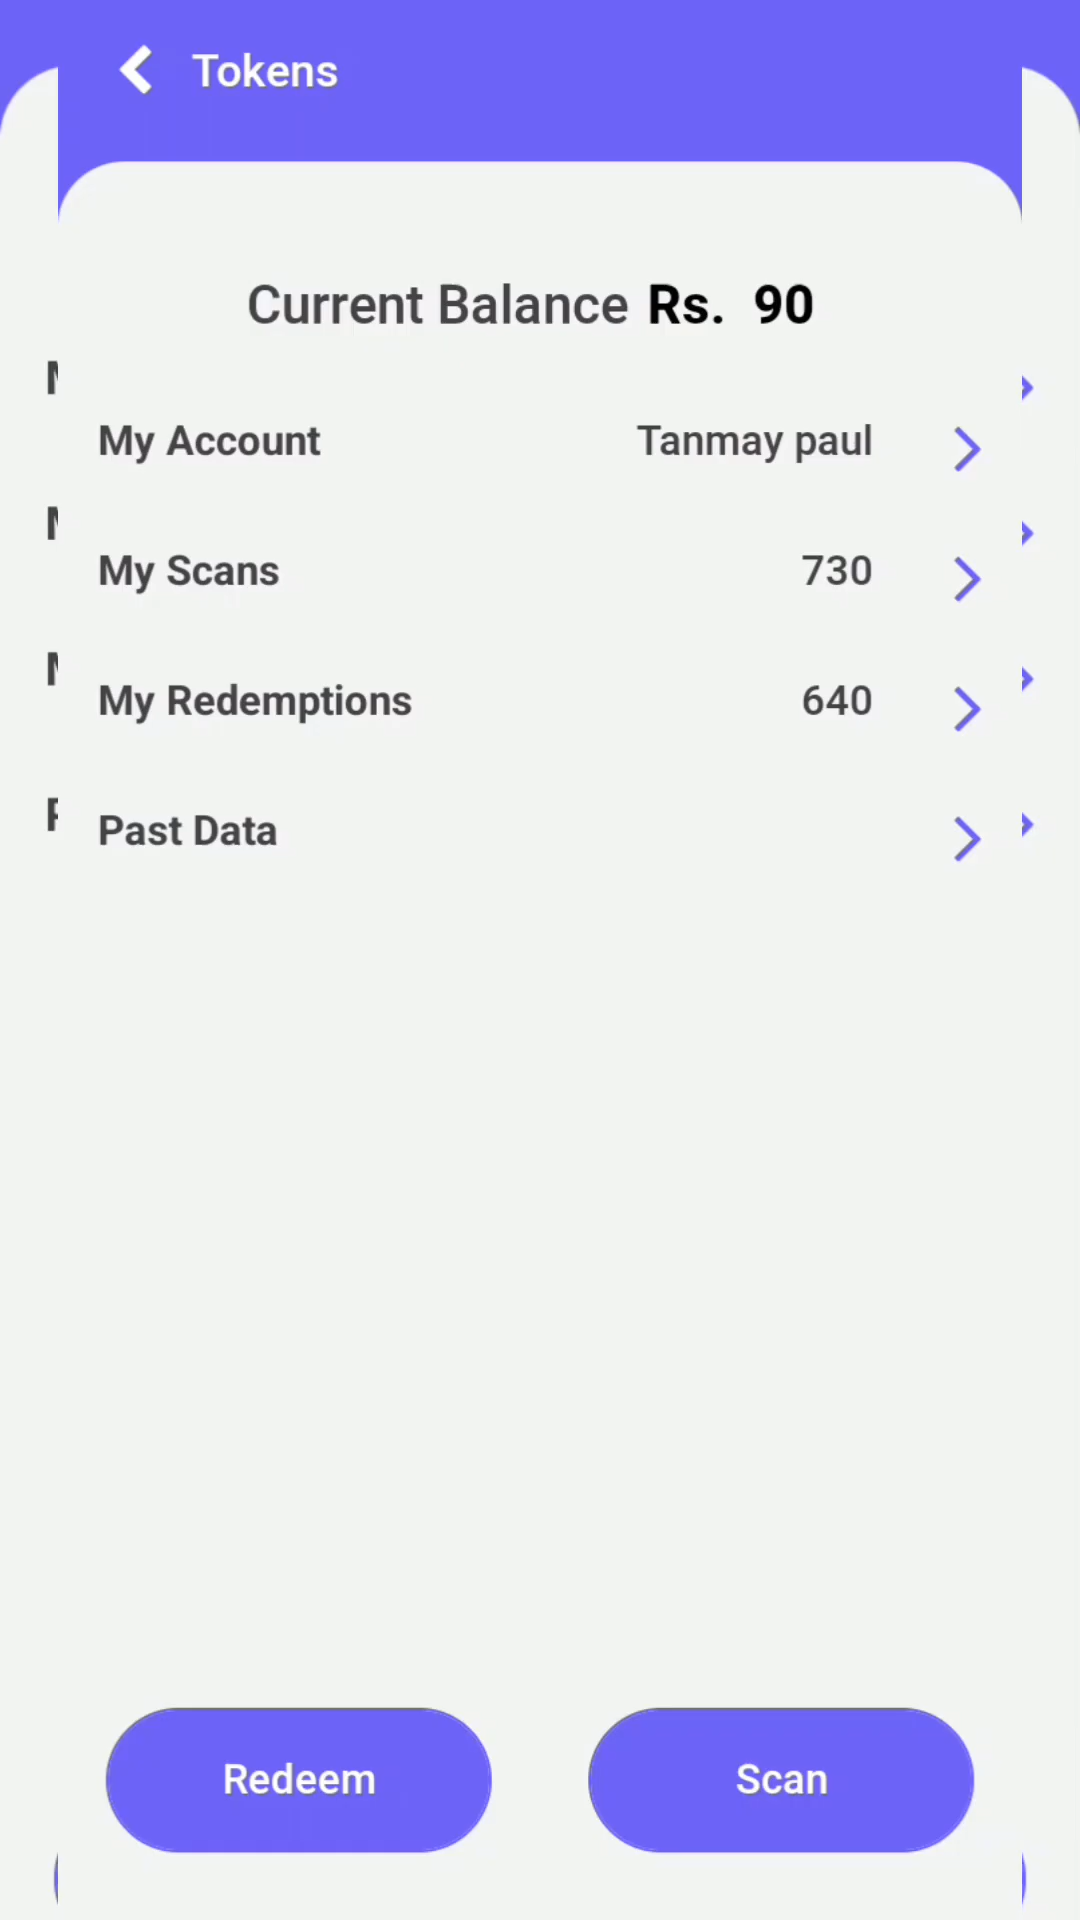 Tokens
Current Balance Rs. 90
My Account Tanmay paul
My Scans 730
My Redemptions 640
Past Data
Redeem Scan